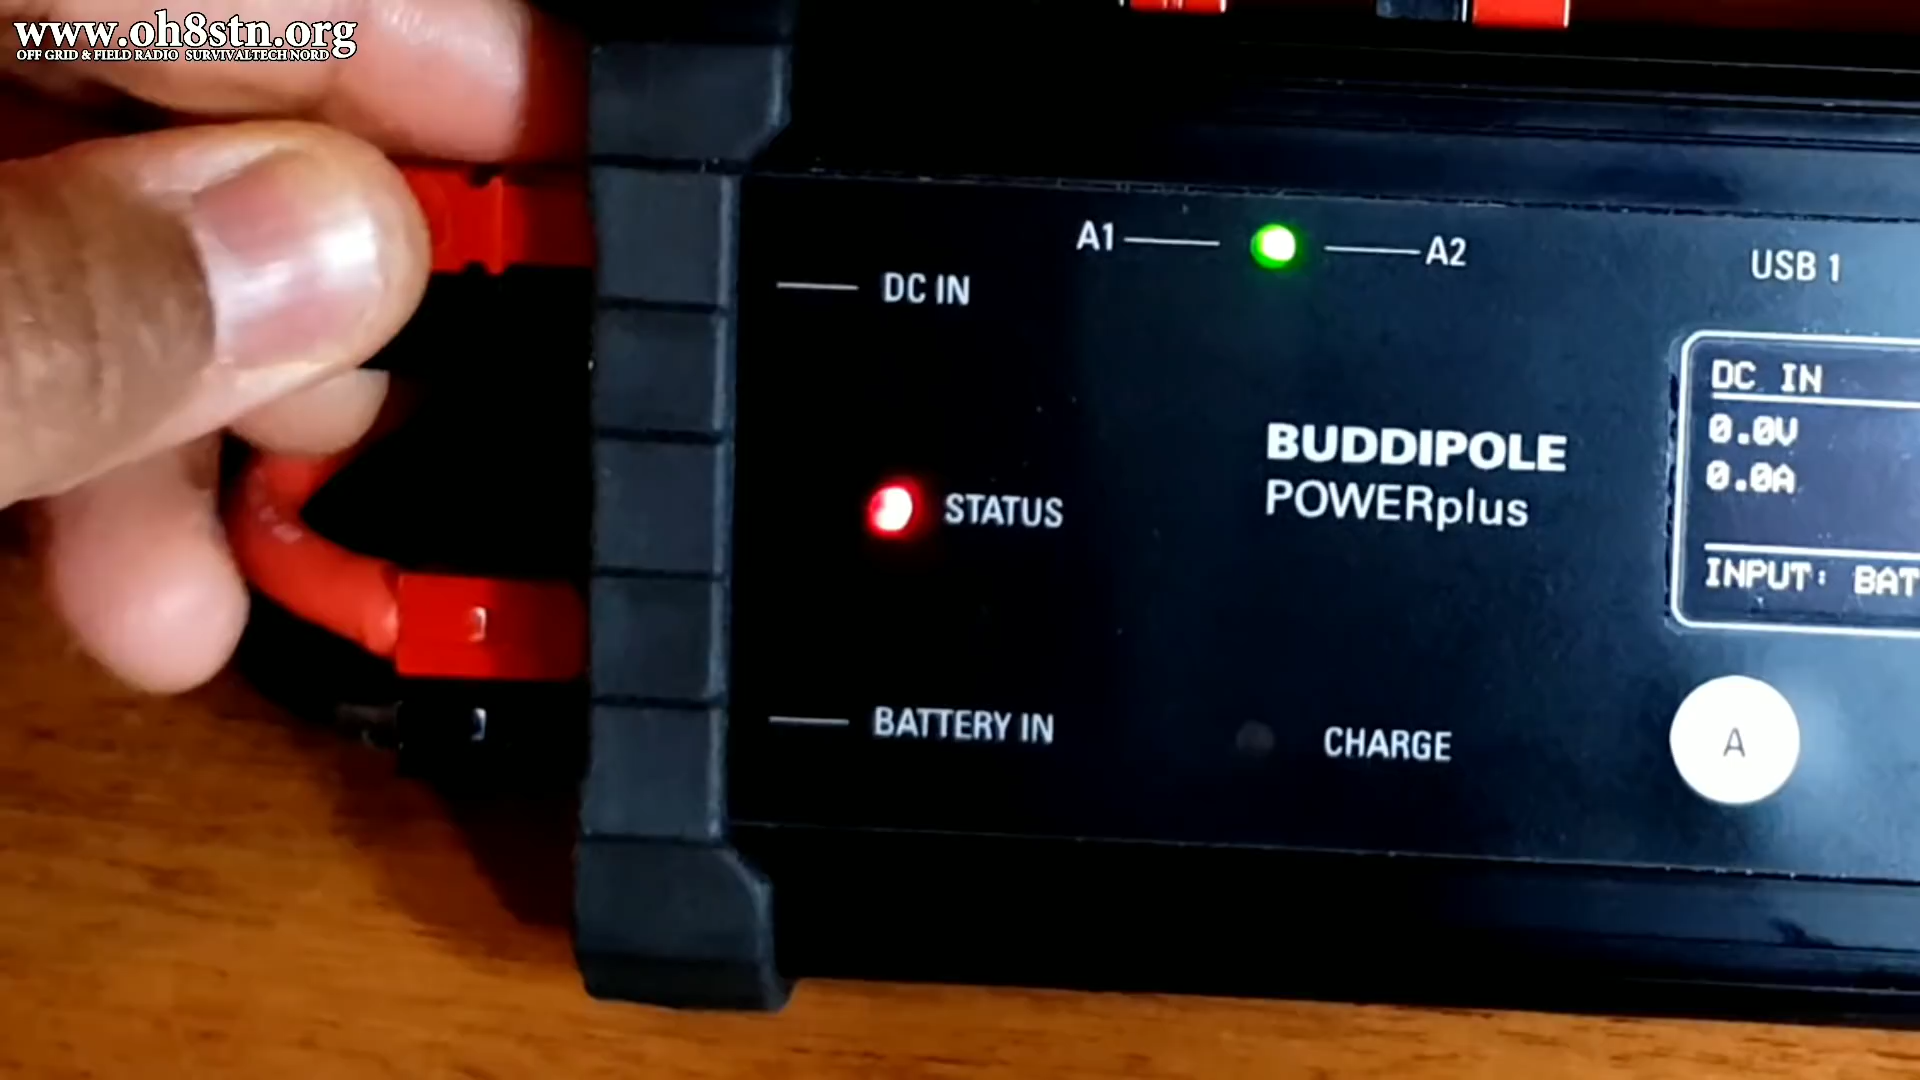 www.oh8stn.org
OFF GRID & FIELD RADIO SURVIVALTECH NORD
A1
A2
USB 1
DC IN
DC IN
0.0V
0.0A
BUDDIPOLE
POWERplus
STATUS
INPUT: BAT
BATTERY IN
CHARGE
A